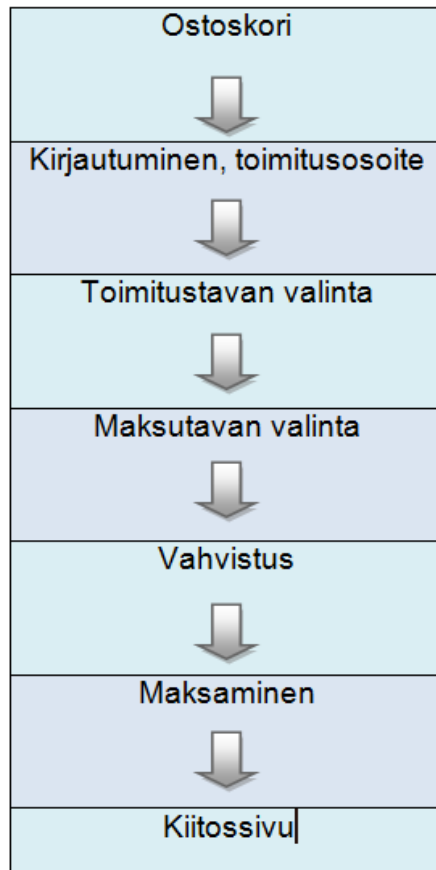 Ostoskori
Kirjautuminen, toimitusosoite
Toimitustavan valinta
Maksutavan valinta
Vahvistus
Maksaminen
Kiitossivu